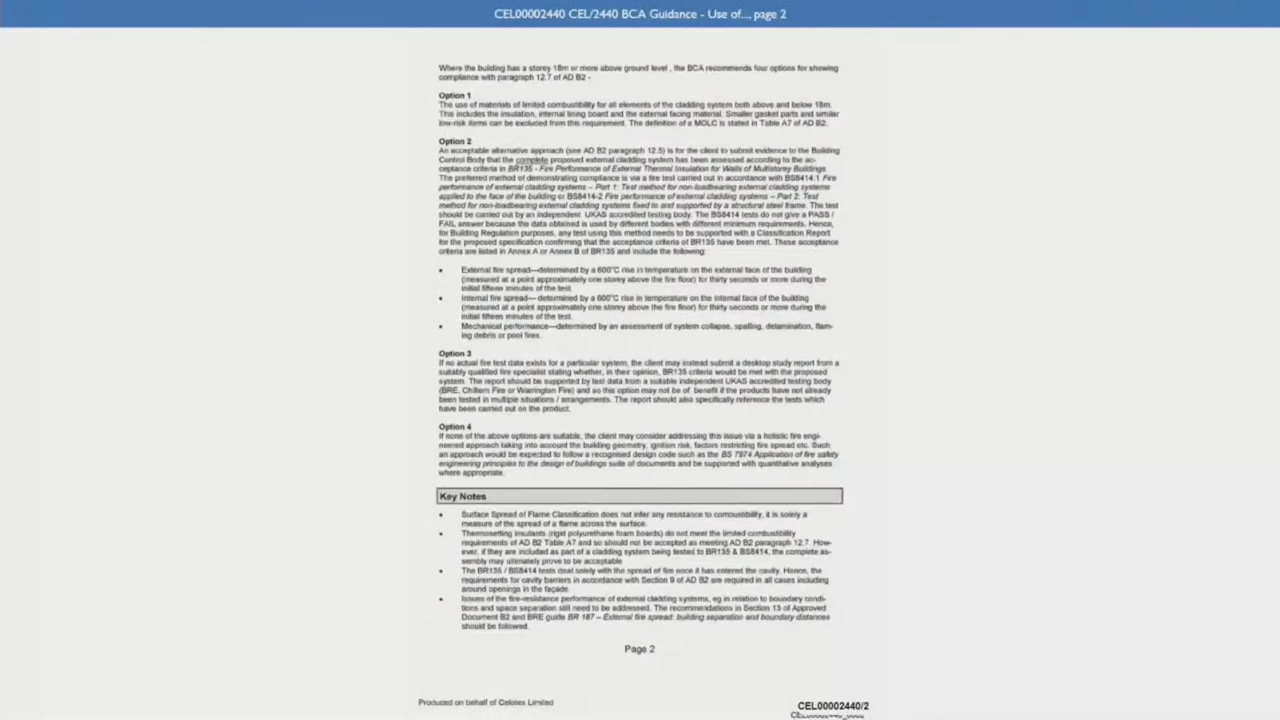 CEL00002440 CEL/2440 BCA Guidance - Use of..., page 2
Where the building has a storey 18m or more above ground level , the BCA recommends four options for showing
compliance with paragraph 12.7 of AD B2 -
Option 1
The use of materials of limited combustibility for all elements of the cladding system both above and below 18m.
This includes the insulation, internal lining board and the external facing material. Smaller gasket parts and similar
low-risk items can be excluded from this requirement. The definition of a MOLC is stated in Table A7 of AD B2.
Option 2
An acceptable alternative approach (see AD B2 paragraph 12.5) is for the client to submit evidence to the Building
Control Body that the complete proposed external cladding system has been assessed according to the ac-
ceptance criteria in BR135 - Fire Performance of External Thermal Insulation for Walls of Multistorey Buildings.
The preferred method of demonstrating compliance is via a fire test carried out in accordance with BS8414:1 Fire
performance of external cladding systems – Part 1: Test method for non-loadbearing external cladding systems
applied to the face of the building or BS8414-2 Fire performance of external cladding systems – Part 2: Test
method for non-loadbearing external cladding systems fixed to and supported by a structural steel frame. The test
should be carried out by an independent UKAS accredited testing body. The BS8414 tests do not give a PASS /
FAIL answer because the data obtained is used by different bodies with different minimum requirements. Hence,
for Building Regulation purposes, any test using this method needs to be supported with a Classification Report
for the proposed specification confirming that the acceptance criteria of BR135 have been met. These acceptance
criteria are listed in Annex A or Annex B of BR135 and include the following:
• External fire spread—determined by a 600°C rise in temperature on the external face of the building
(measured at a point approximately one storey above the fire floor) for thirty seconds or more during the
initial fifteen minutes of the test.
• Internal fire spread— determined by a 600°C rise in temperature on the internal face of the building
(measured at a point approximately one storey above the fire floor) for thirty seconds or more during the
initial fifteen minutes of the test.
• Mechanical performance—determined by an assessment of system collapse, spalling, delamination, flam-
ing debris or pool fires.
Option 3
If no actual fire test data exists for a particular system, the client may instead submit a desktop study report from a
suitably qualified fire specialist stating whether, in their opinion, BR135 criteria would be met with the proposed
system. The report should be supported by test data from a suitable independent UKAS accredited testing body
(BRE, Chiltern Fire or Warrington Fire) and so this option may not be of benefit if the products have not already
been tested in multiple situations / arrangements. The report should also specifically reference the tests which
have been carried out on the product.
Option 4
If none of the above options are suitable, the client may consider addressing this issue via a holistic fire engi-
neered approach taking into account the building geometry, ignition risk, factors restricting fire spread etc. Such
an approach would be expected to follow a recognised design code such as the BS 7974 Application of fire safety
engineering principles to the design of buildings suite of documents and be supported with quantitative analyses
where appropriate.
Key Notes
• Surface Spread of Flame Classification does not infer any resistance to combustibility, it is solely a
measure of the spread of a flame across the surface.
• Thermosetting insulants (rigid polyurethane foam boards) do not meet the limited combustibility
requirements of AD B2 Table A7 and so should not be accepted as meeting AD B2 paragraph 12.7. How-
ever, if they are included as part of a cladding system being tested to BR135 & BS8414, the complete as-
sembly may ultimately prove to be acceptable
• The BR135 / BS8414 tests deal solely with the spread of fire once it has entered the cavity. Hence, the
requirements for cavity barriers in accordance with Section 9 of AD B2 are required in all cases including
around openings in the façade
• Issues of the fire-resistance performance of external cladding systems, eg in relation to boundary condi-
tions and space separation still need to be addressed. The recommendations in Section 13 of Approved
Document B2 and BRE guide BR 187 – External fire spread: building separation and boundary distances
should be followed.
Page 2
Produced on behalf of Celotex Limited
CEL00002440/2
CEL00002440_0002